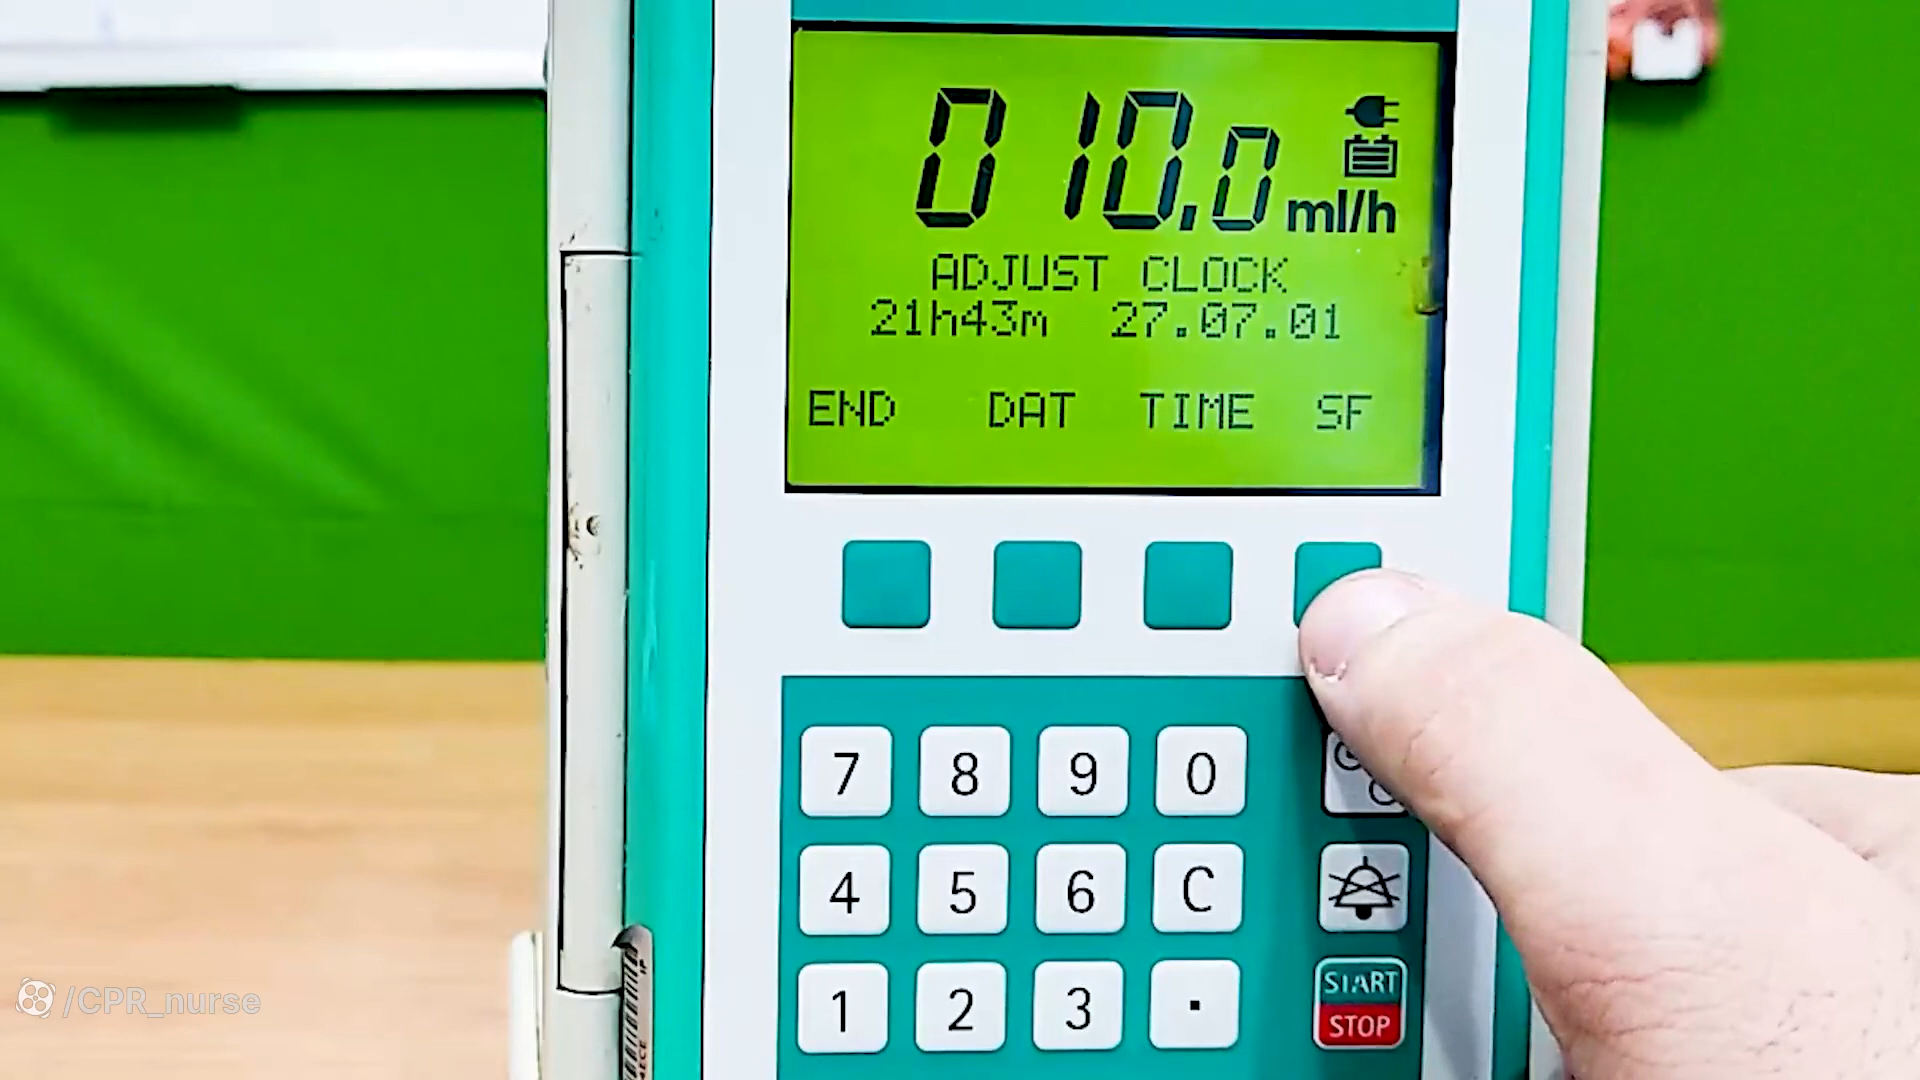 010.0 ml/h
ADJUST CLOCK
21h43m 27.07.01
END DAT TIME SF
7 8 9 0
4 5 6 C
1 2 3 .
START
STOP
/CPR_nurse